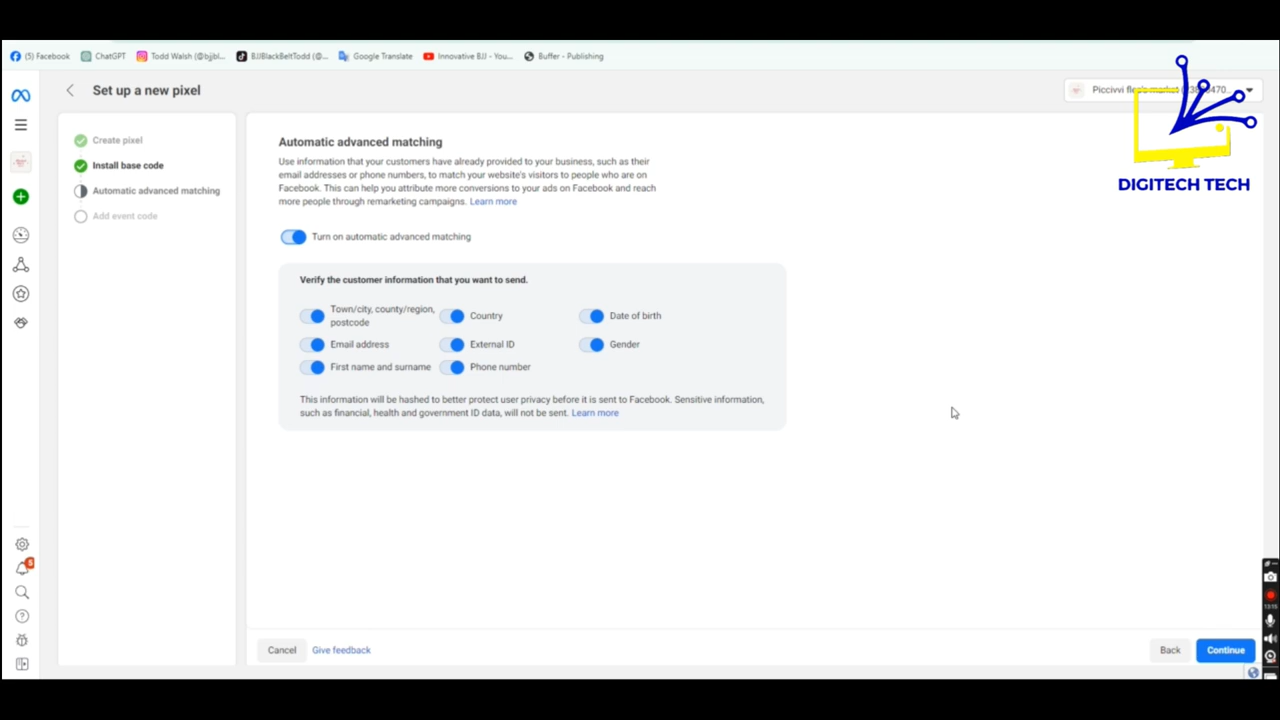 (5) Facebook
ChatGPT
Todd Walsh (@bjjbl...
BJJBlackBeltTodd (@...
Google Translate
Innovative BJJ - You...
Buffer - Publishing
Set up a new pixel
Create pixel
Install base code
Automatic advanced matching
Add event code
Automatic advanced matching
Use information that your customers have already provided to your business, such as their
email addresses or phone numbers, to match your website's visitors to people who are on
Facebook. This can help you attribute more conversions to your ads on Facebook and reach
more people through remarketing campaigns. Learn more
Turn on automatic advanced matching
Verify the customer information that you want to send.
Town/city, county/region,
postcode
Country
Date of birth
Email address
External ID
Gender
First name and surname
Phone number
This information will be hashed to better protect user privacy before it is sent to Facebook. Sensitive information,
such as financial, health and government ID data, will not be sent. Learn more
Cancel
Give feedback
Back
Continue
Piccivvi
DIGITECH TECH